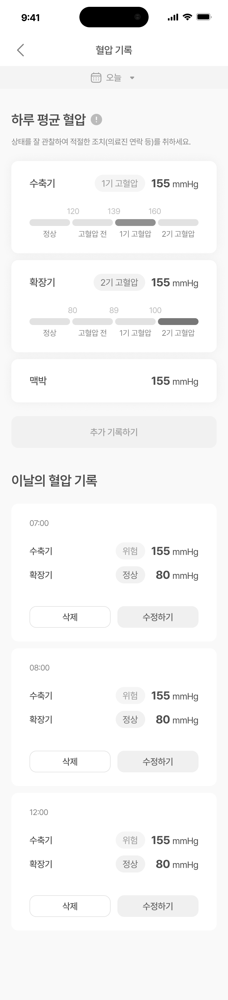 9:41
혈압 기록
오늘
하루 평균 혈압
상태를 잘 관찰하여 적절한 조치(의료진 연락 등)를 취하세요.
수축기 1기 고혈압 155 mmHg
120 139 160
정상 고혈압 전 1기 고혈압 2기 고혈압
확장기 2기 고혈압 155 mmHg
80 89 100
정상 고혈압 전 1기 고혈압 2기 고혈압
맥박 155 mmHg
추가 기록하기
이날의 혈압 기록
07:00
수축기 위험 155 mmHg
확장기 정상 80 mmHg
삭제 수정하기
08:00
수축기 위험 155 mmHg
확장기 정상 80 mmHg
삭제 수정하기
12:00
수축기 위험 155 mmHg
확장기 정상 80 mmHg
삭제 수정하기